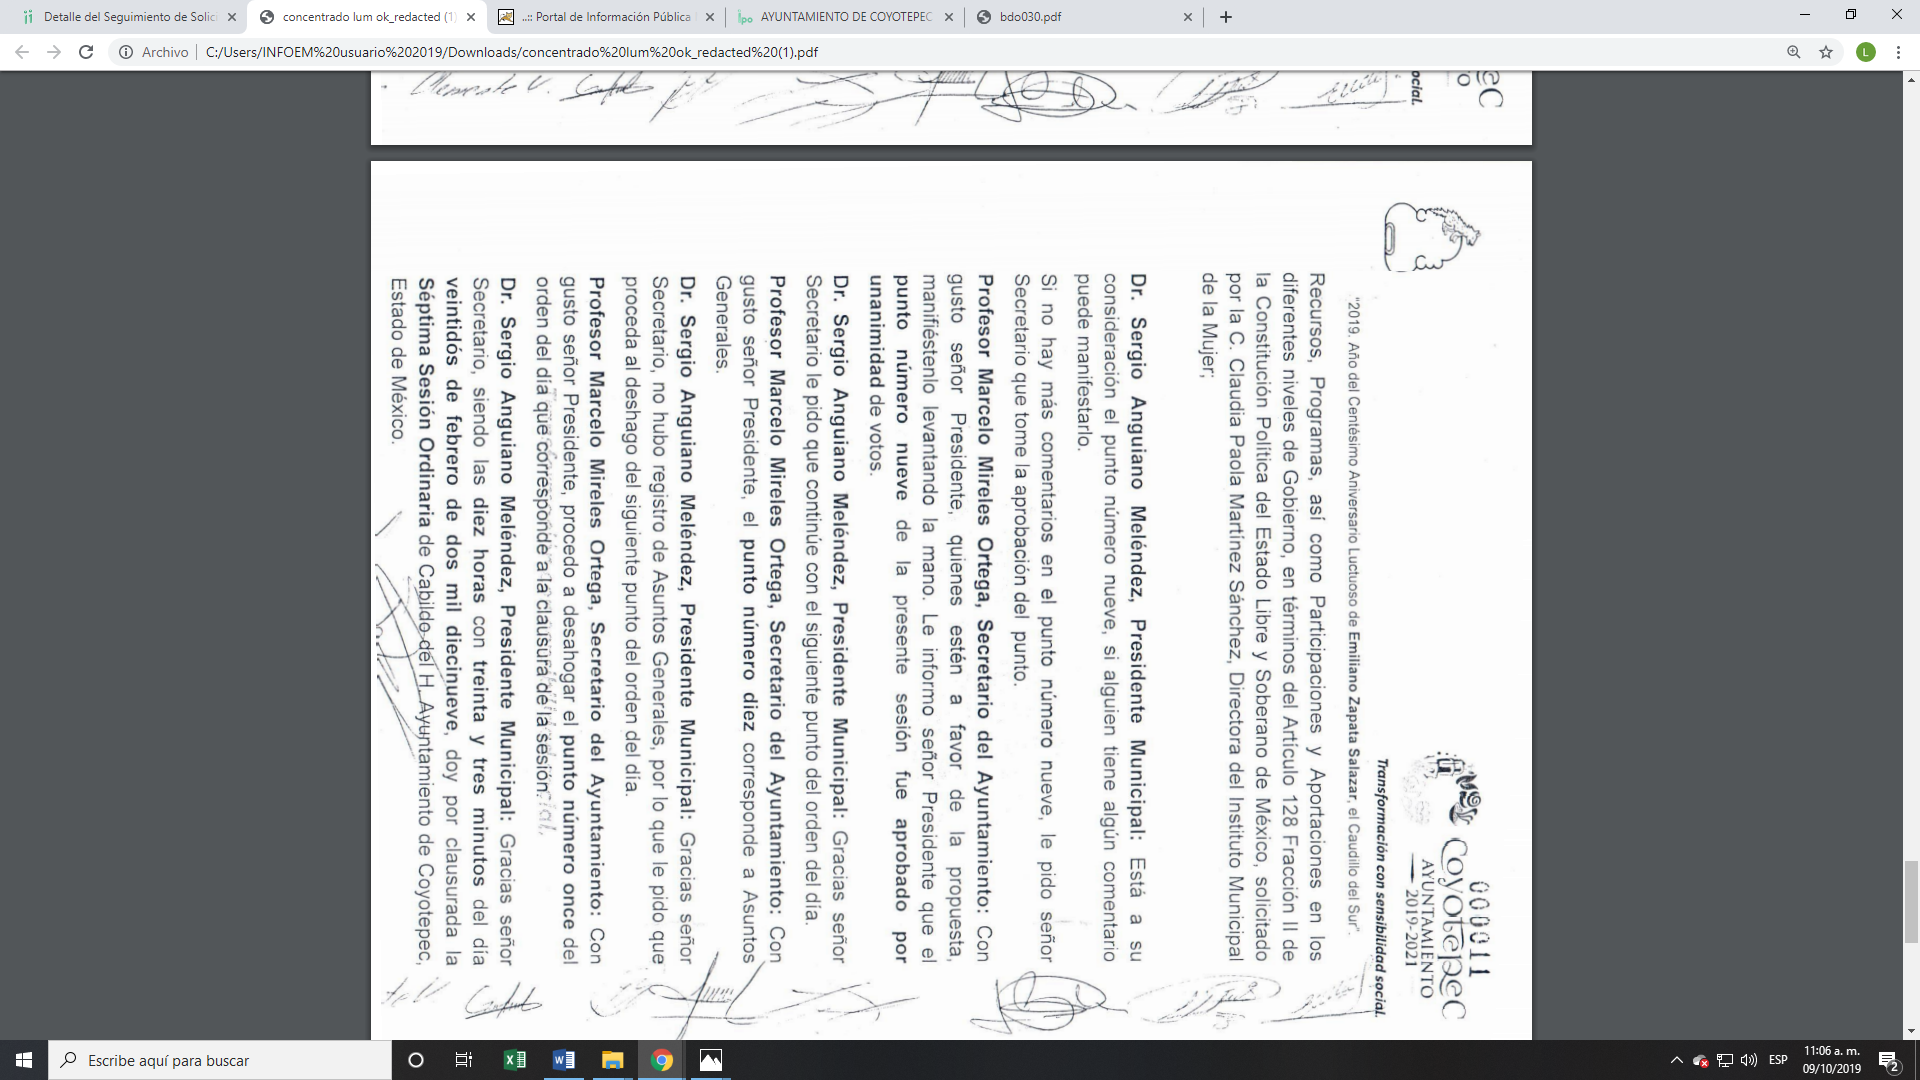 Detalle del Seguimiento de Solici
concentrado lum ok_redacted (1)
..:: Portal de Información Pública
AYUNTAMIENTO DE COYOTEPEC
bdo030.pdf
Archivo
C:/Users/INFOEM%20usuario%202019/Downloads/concentrado%20lum%20ok_redacted%20(1).pdf
ocial.
000011
Coyotepec
AYUNTAMIENTO
2019-2021
Transformación con sensibilidad social.
"2019. Año del Centésimo Aniversario Luctuoso de Emiliano Zapata Salazar, el Caudillo del Sur".
Recursos, Programas, así como Participaciones y Aportaciones en los
diferentes niveles de Gobierno, en términos del Artículo 128 Fracción II de
la Constitución Política del Estado Libre y Soberano de México, solicitado
por la C. Claudia Paola Martínez Sánchez, Directora del Instituto Municipal
de la Mujer;
Dr. Sergio Anguiano Meléndez, Presidente Municipal: Está a su
consideración el punto número nueve, si alguien tiene algún comentario
puede manifestarlo.
Si no hay más comentarios en el punto número nueve, le pido señor
Secretario que tome la aprobación del punto.
Profesor Marcelo Mireles Ortega, Secretario del Ayuntamiento: Con
gusto señor Presidente, quienes estén a favor de la propuesta,
manifiéstenlo levantando la mano. Le informo señor Presidente que el
punto número nueve de la presente sesión fue aprobado por
unanimidad de votos.
Dr. Sergio Anguiano Meléndez, Presidente Municipal: Gracias señor
Secretario le pido que continúe con el siguiente punto del orden del día.
Profesor Marcelo Mireles Ortega, Secretario del Ayuntamiento: Con
gusto señor Presidente, el punto número diez corresponde a Asuntos
Generales.
Dr. Sergio Anguiano Meléndez, Presidente Municipal: Gracias señor
Secretario, no hubo registro de Asuntos Generales, por lo que le pido que
proceda al deshago del siguiente punto del orden del día.
Profesor Marcelo Mireles Ortega, Secretario del Ayuntamiento: Con
gusto señor Presidente, procedo a desahogar el punto número once del
orden del día que corresponde a la clausura de la sesión.
Dr. Sergio Anguiano Meléndez, Presidente Municipal: Gracias señor
Secretario, siendo las diez horas con treinta y tres minutos del día
veintidós de febrero de dos mil diecinueve, doy por clausurada la
Séptima Sesión Ordinaria de Cabildo del H. Ayuntamiento de Coyotepec,
Estado de México.
Escribe aquí para buscar
ESP
11:06 a. m.
09/10/2019
2
L